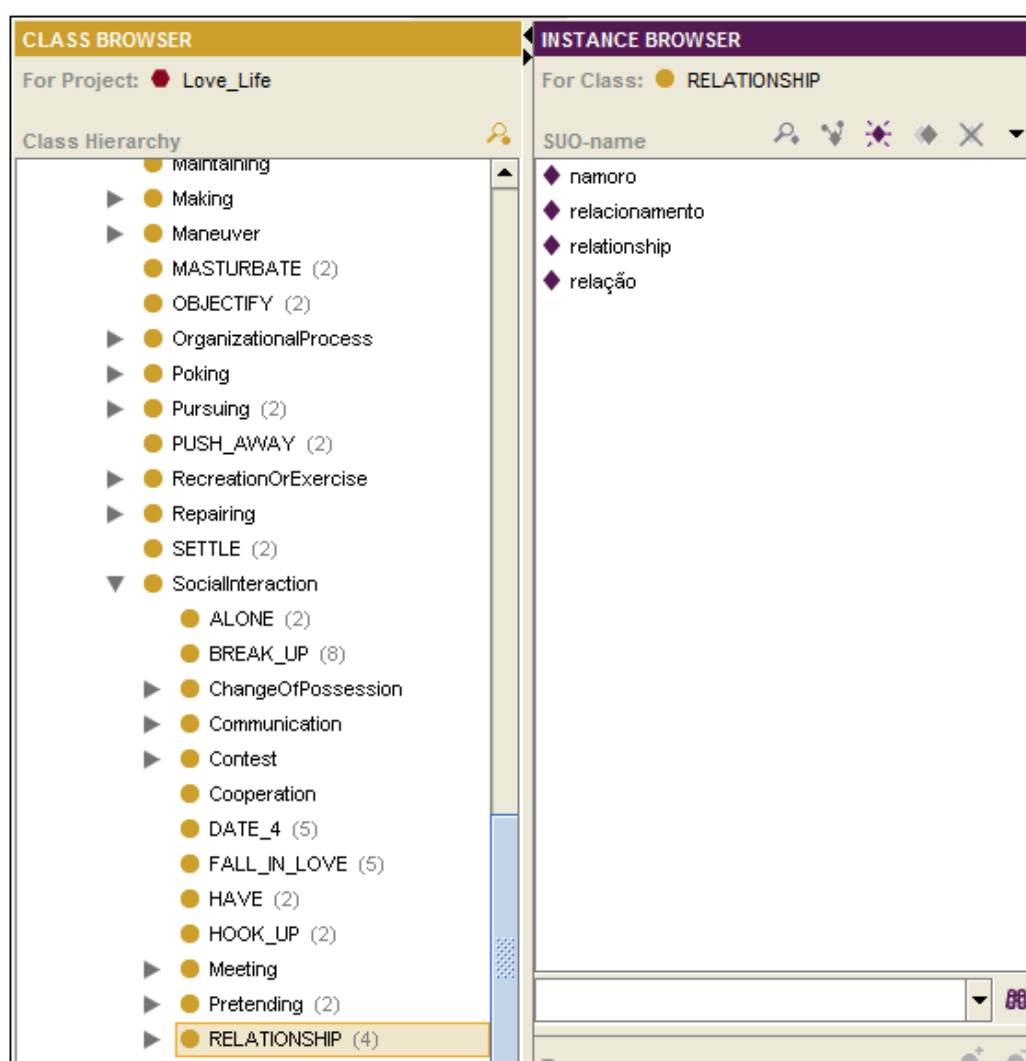 CLASS BROWSER
For Project: Love_Life
Class Hierarchy
Maintaining
Making
Maneuver
MASTURBATE (2)
OBJECTIFY (2)
OrganizationalProcess
Poking
Pursuing (2)
PUSH_AWAY (2)
RecreationOrExercise
Repairing
SETTLE (2)
SocialInteraction
ALONE (2)
BREAK_UP (8)
ChangeOfPossession
Communication
Contest
Cooperation
DATE_4 (5)
FALL_IN_LOVE (5)
HAVE (2)
HOOK_UP (2)
Meeting
Pretending (2)
RELATIONSHIP (4)
INSTANCE BROWSER
For Class: RELATIONSHIP
SUO-name
namoro
relacionamento
relationship
relação